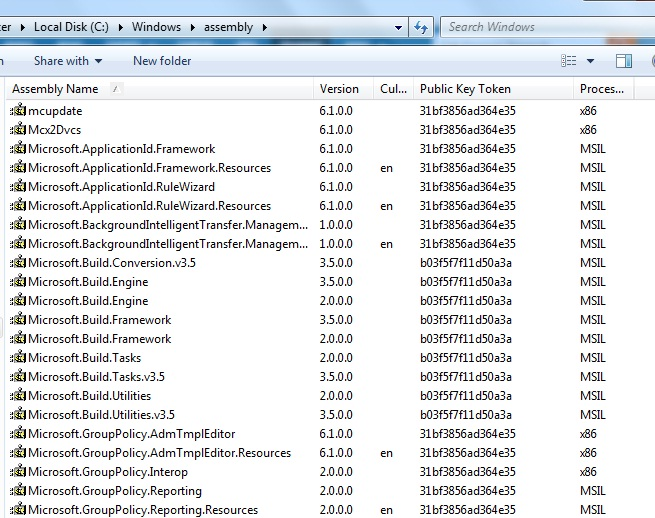 ter ▸ Local Disk (C:) ▸ Windows ▸ assembly ▸ Search Windows
n Share with New folder
Assembly Name Version Cul... Public Key Token Proces...
mcupdate 6.1.0.0 31bf3856ad364e35 x86
Mcx2Dvcs 6.1.0.0 31bf3856ad364e35 x86
Microsoft.ApplicationId.Framework 6.1.0.0 31bf3856ad364e35 MSIL
Microsoft.ApplicationId.Framework.Resources 6.1.0.0 en 31bf3856ad364e35 MSIL
Microsoft.ApplicationId.RuleWizard 6.1.0.0 31bf3856ad364e35 MSIL
Microsoft.ApplicationId.RuleWizard.Resources 6.1.0.0 en 31bf3856ad364e35 MSIL
Microsoft.BackgroundIntelligentTransfer.Managem... 1.0.0.0 31bf3856ad364e35 MSIL
Microsoft.BackgroundIntelligentTransfer.Managem... 1.0.0.0 en 31bf3856ad364e35 MSIL
Microsoft.Build.Conversion.v3.5 3.5.0.0 b03f5f7f11d50a3a MSIL
Microsoft.Build.Engine 3.5.0.0 b03f5f7f11d50a3a MSIL
Microsoft.Build.Engine 2.0.0.0 b03f5f7f11d50a3a MSIL
Microsoft.Build.Framework 3.5.0.0 b03f5f7f11d50a3a MSIL
Microsoft.Build.Framework 2.0.0.0 b03f5f7f11d50a3a MSIL
Microsoft.Build.Tasks 2.0.0.0 b03f5f7f11d50a3a MSIL
Microsoft.Build.Tasks.v3.5 3.5.0.0 b03f5f7f11d50a3a MSIL
Microsoft.Build.Utilities 2.0.0.0 b03f5f7f11d50a3a MSIL
Microsoft.Build.Utilities.v3.5 3.5.0.0 b03f5f7f11d50a3a MSIL
Microsoft.GroupPolicy.AdmTmplEditor 6.1.0.0 31bf3856ad364e35 x86
Microsoft.GroupPolicy.AdmTmplEditor.Resources 6.1.0.0 en 31bf3856ad364e35 x86
Microsoft.GroupPolicy.Interop 2.0.0.0 31bf3856ad364e35 x86
Microsoft.GroupPolicy.Reporting 2.0.0.0 31bf3856ad364e35 MSIL
Microsoft.GroupPolicy.Reporting.Resources 2.0.0.0 en 31bf3856ad364e35 MSIL